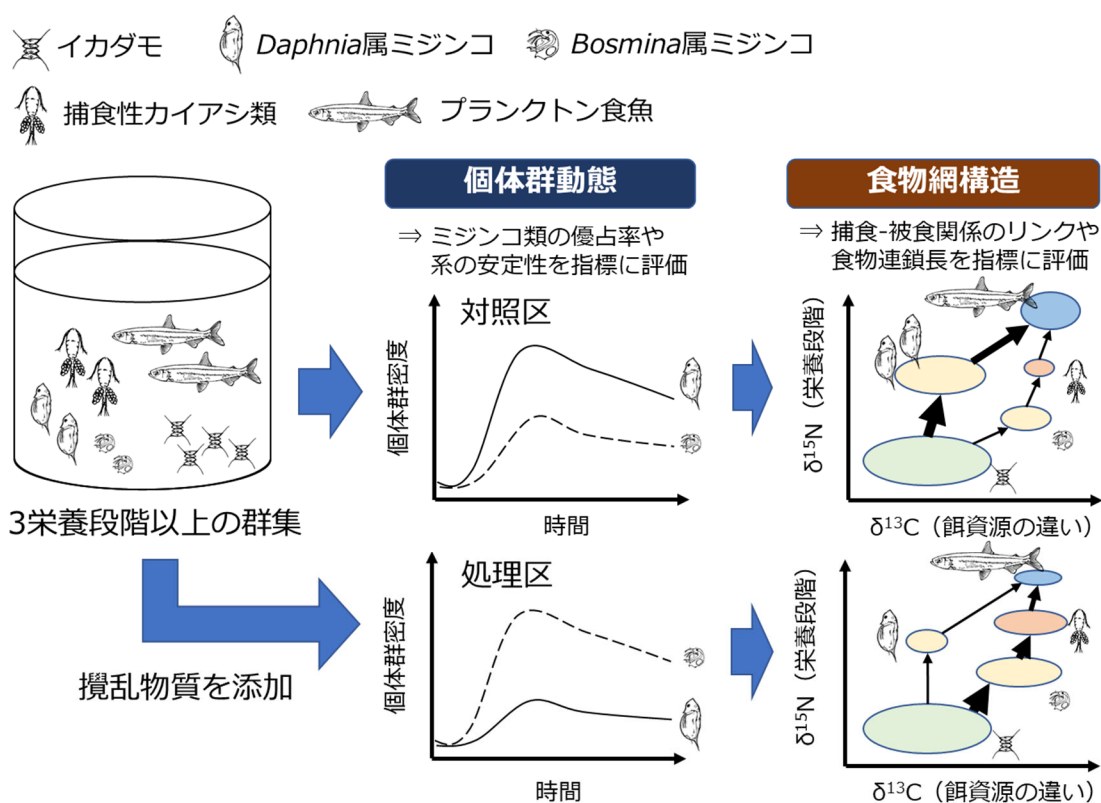 イカダモ
Daphnia属ミジンコ
Bosmina属ミジンコ
捕食性カイアシ類
プランクトン食魚
個体群動態
食物網構造
⇒ ミジンコ類の優占率や
系の安定性を指標に評価
⇒ 捕食-被食関係のリンクや
食物連鎖長を指標に評価
対照区
個体群密度
時間
δ15N（栄養段階）
δ13C（餌資源の違い）
3栄養段階以上の群集
処理区
個体群密度
時間
δ15N（栄養段階）
δ13C（餌資源の違い）
攪乱物質を添加